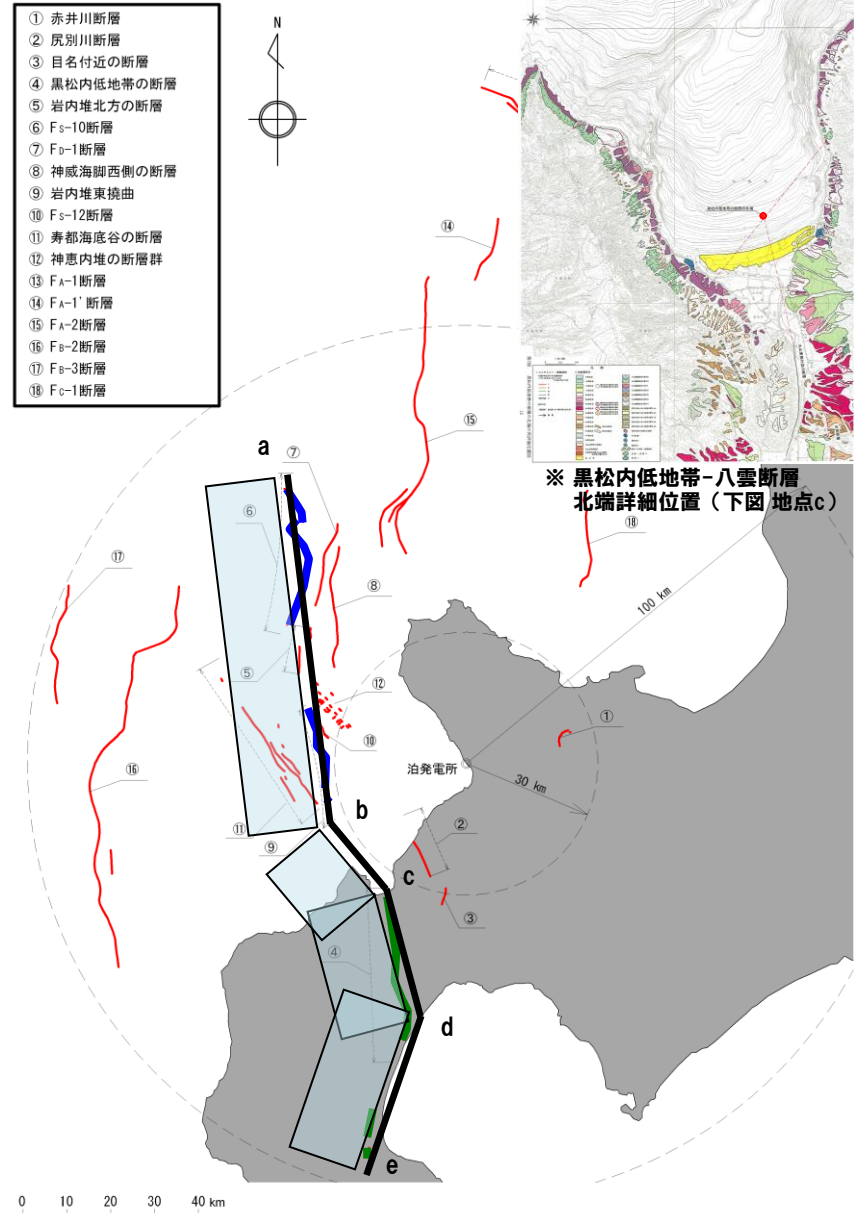 ① 赤井川断層
② 尻別川断層
③ 目名付近の断層
④ 黒松内低地帯の断層
⑤ 岩内堆北方の断層
⑥ Fs-10断層
⑦ FD-1断層
⑧ 神威海脚西側の断層
⑨ 岩内堆東撓曲
⑩ Fs-12断層
⑪ 寿都海底谷の断層
⑫ 神恵内堆の断層群
⑬ FA-1断層
⑭ FA-1'断層
⑮ FA-2断層
⑯ FB-2断層
⑰ FB-3断層
⑱ Fc-1断層
N
※ 黒松内低地帯-八雲断層
北端詳細位置(下図 地点c)
⑭
⑮
a
⑦
⑥
⑱
⑰
⑧
100 km
⑤
⑫
①
⑩
泊発電所
30 km
⑯
b
⑪
②
⑨
c
③
④
d
e
0 10 20 30 40 km